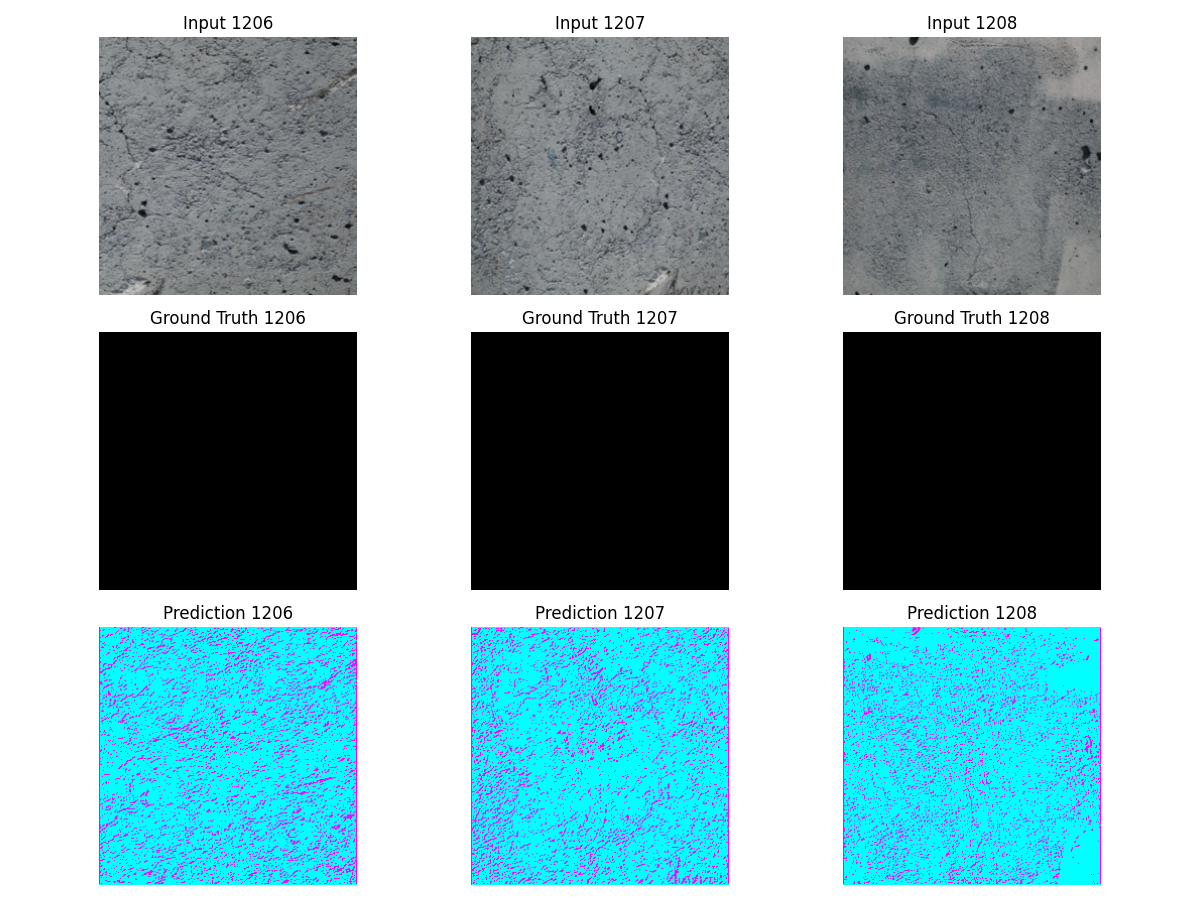 Input 1206
Input 1207
Input 1208
Ground Truth 1206
Ground Truth 1207
Ground Truth 1208
Prediction 1206
Prediction 1207
Prediction 1208